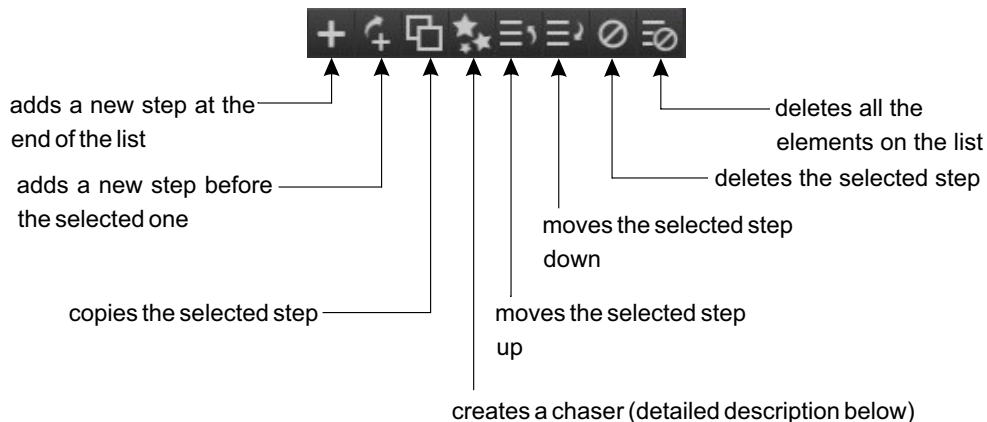 adds a new step at the
end of the list
deletes all the
elements on the list
adds a new step before
the selected one
deletes the selected step
moves the selected step
down
copies the selected step
moves the selected step
up
creates a chaser (detailed description below)